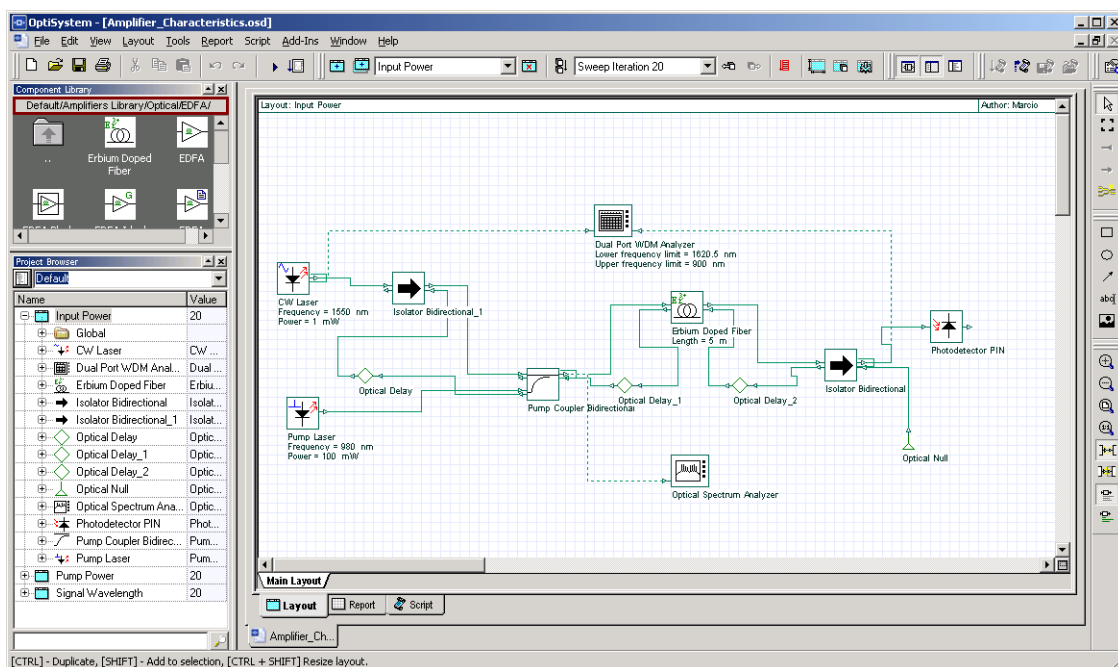 OptiSystem - [Amplifier_Characteristics.osd]
File Edit View Layout Tools Report Script Add-Ins Window Help
Input Power
Sweep Iteration 20
Component Library
Default/Amplifiers Library/Optical/EDFA/
..
Erbium Doped
Fiber
EDFA
Project Browser
Default
Name Value
Input Power 20
Global
CW Laser CW ...
Dual Port WDM Anal... Dual ...
Erbium Doped Fiber Erbiu...
Isolator Bidirectional Isolat...
Isolator Bidirectional_1 Isolat...
Optical Delay Optic...
Optical Delay_1 Optic...
Optical Delay_2 Optic...
Optical Null Optic...
Optical Spectrum Ana... Optic...
Photodetector PIN Phot...
Pump Coupler Bidirec... Pum...
Pump Laser Pum...
Pump Power 20
Signal Wavelength 20
Layout: Input Power
Author: Marcio
Dual Port WDM Analyzer
Lower frequency limit = 1620.5 nm
Upper frequency limit = 900 nm
CW Laser
Frequency = 1550 nm
Power = 1 mW
Isolator Bidirectional_1
Erbium Doped Fiber
Length = 5 m
Photodetector PIN
Optical Delay
Pump Coupler Bidirectional
Optical Delay_1
Optical Delay_2
Isolator Bidirectional
Pump Laser
Frequency = 980 nm
Power = 100 mW
Optical Null
Optical Spectrum Analyzer
Main Layout
Layout Report Script
Amplifier_Ch...
[CTRL] - Duplicate, [SHIFT] - Add to selection, [CTRL + SHIFT] Resize layout.